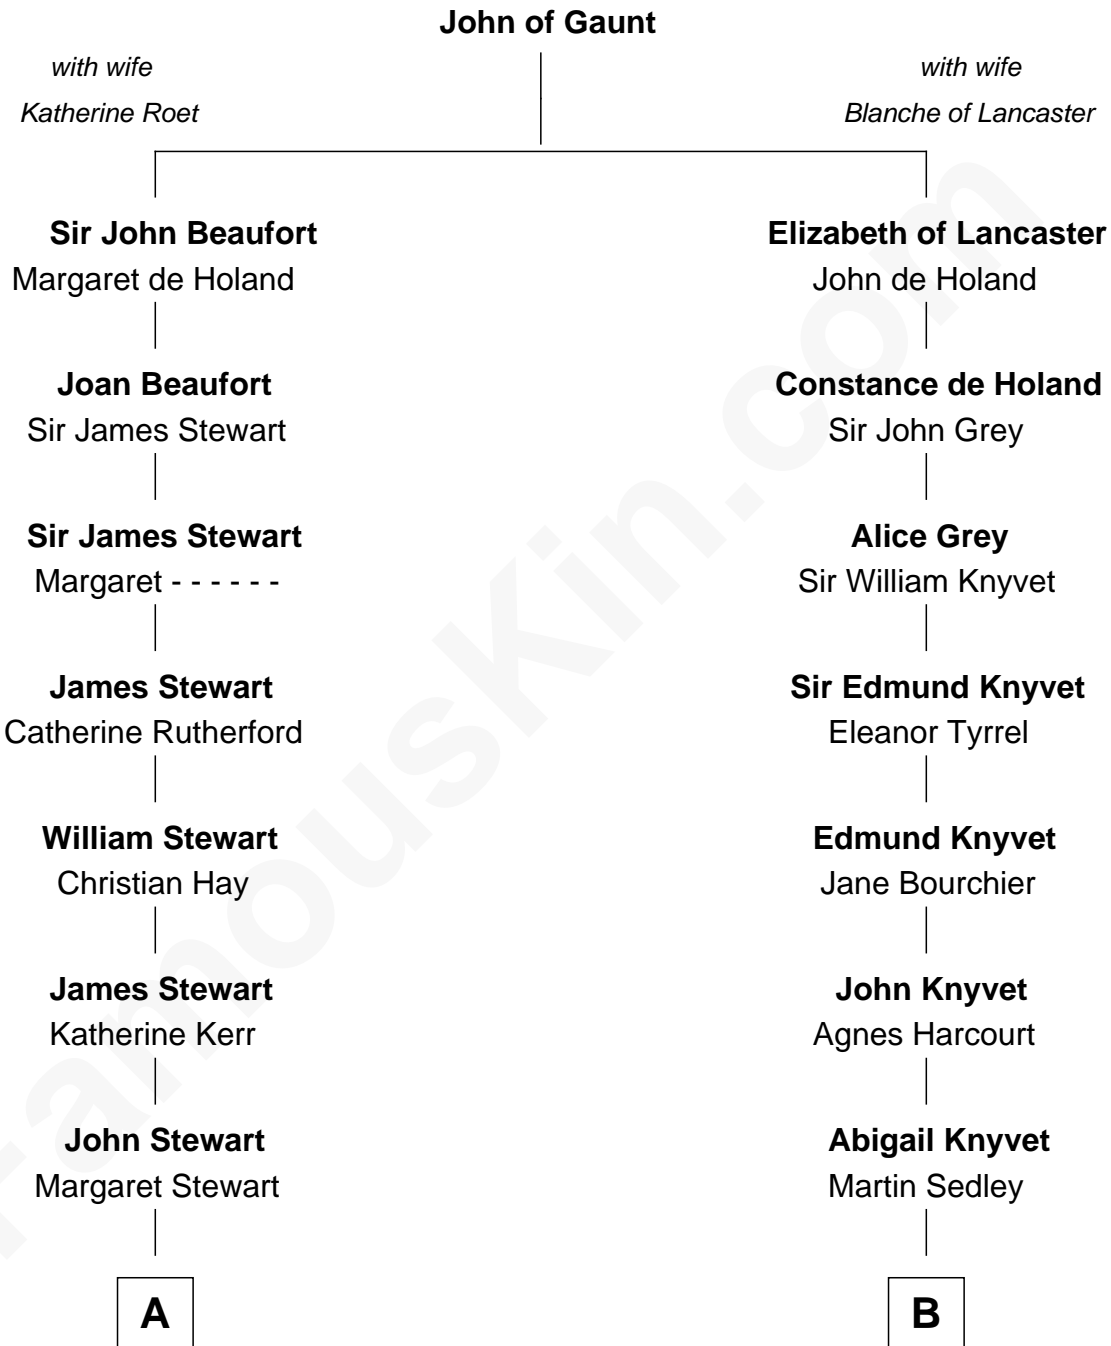 John of Gaunt
with wife
Katherine Roet
with wife
Blanche of Lancaster
Sir John Beaufort
Margaret de Holand
Elizabeth of Lancaster
John de Holand
Joan Beaufort
Sir James Stewart
Constance de Holand
Sir John Grey
Sir James Stewart
Margaret - - - - - -
Alice Grey
Sir William Knyvet
James Stewart
Catherine Rutherford
Sir Edmund Knyvet
Eleanor Tyrrel
William Stewart
Christian Hay
Edmund Knyvet
Jane Bourchier
James Stewart
Katherine Kerr
John Knyvet
Agnes Harcourt
John Stewart
Margaret Stewart
Abigail Knyvet
Martin Sedley
A
B
FamousKin.com